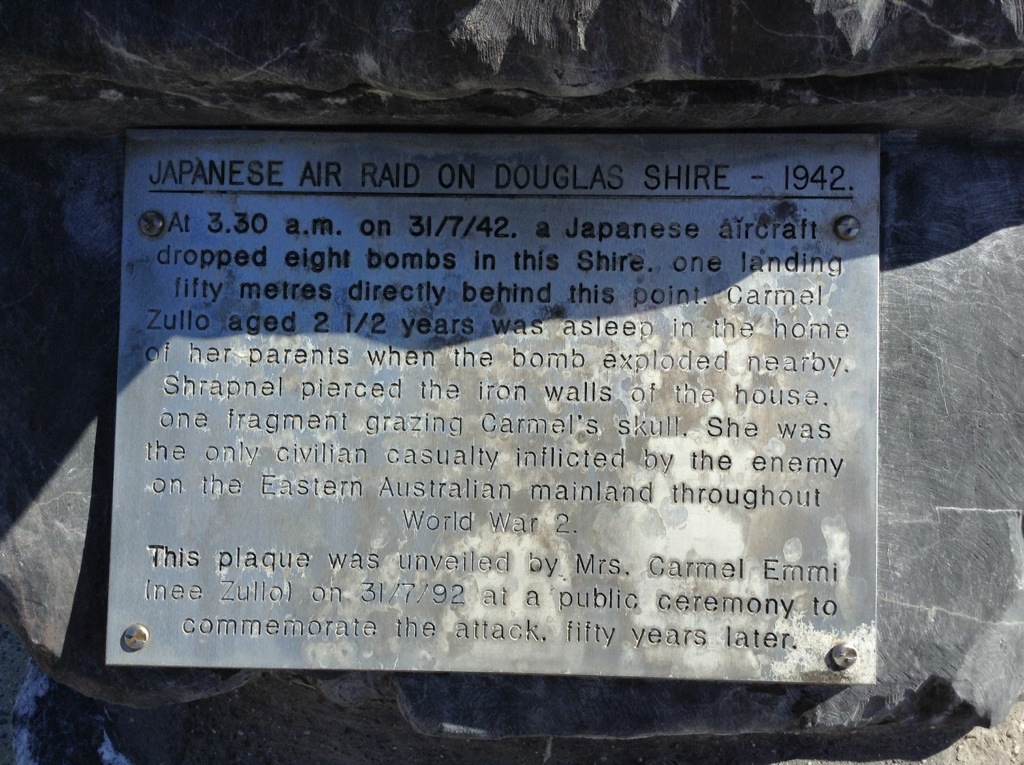 JAPANESE AIR RAID ON DOUGLAS SHIRE - 1942.
At 3.30 a.m. on 31/7/42, a Japanese aircraft
dropped eight bombs in this Shire, one landing
fifty metres directly behind this point. Carmel
Zullo aged 2 1/2 years was asleep in the home
of her parents when the bomb exploded nearby.
Shrapnel pierced the iron walls of the house,
one fragment grazing Carmel's skull. She was
the only civilian casualty inflicted by the enemy
on the Eastern Australian mainland throughout
World War 2.
This plaque was unveiled by Mrs. Carmel Emmi
(nee Zullo) on 31/7/92 at a public ceremony to
commemorate the attack, fifty years later.